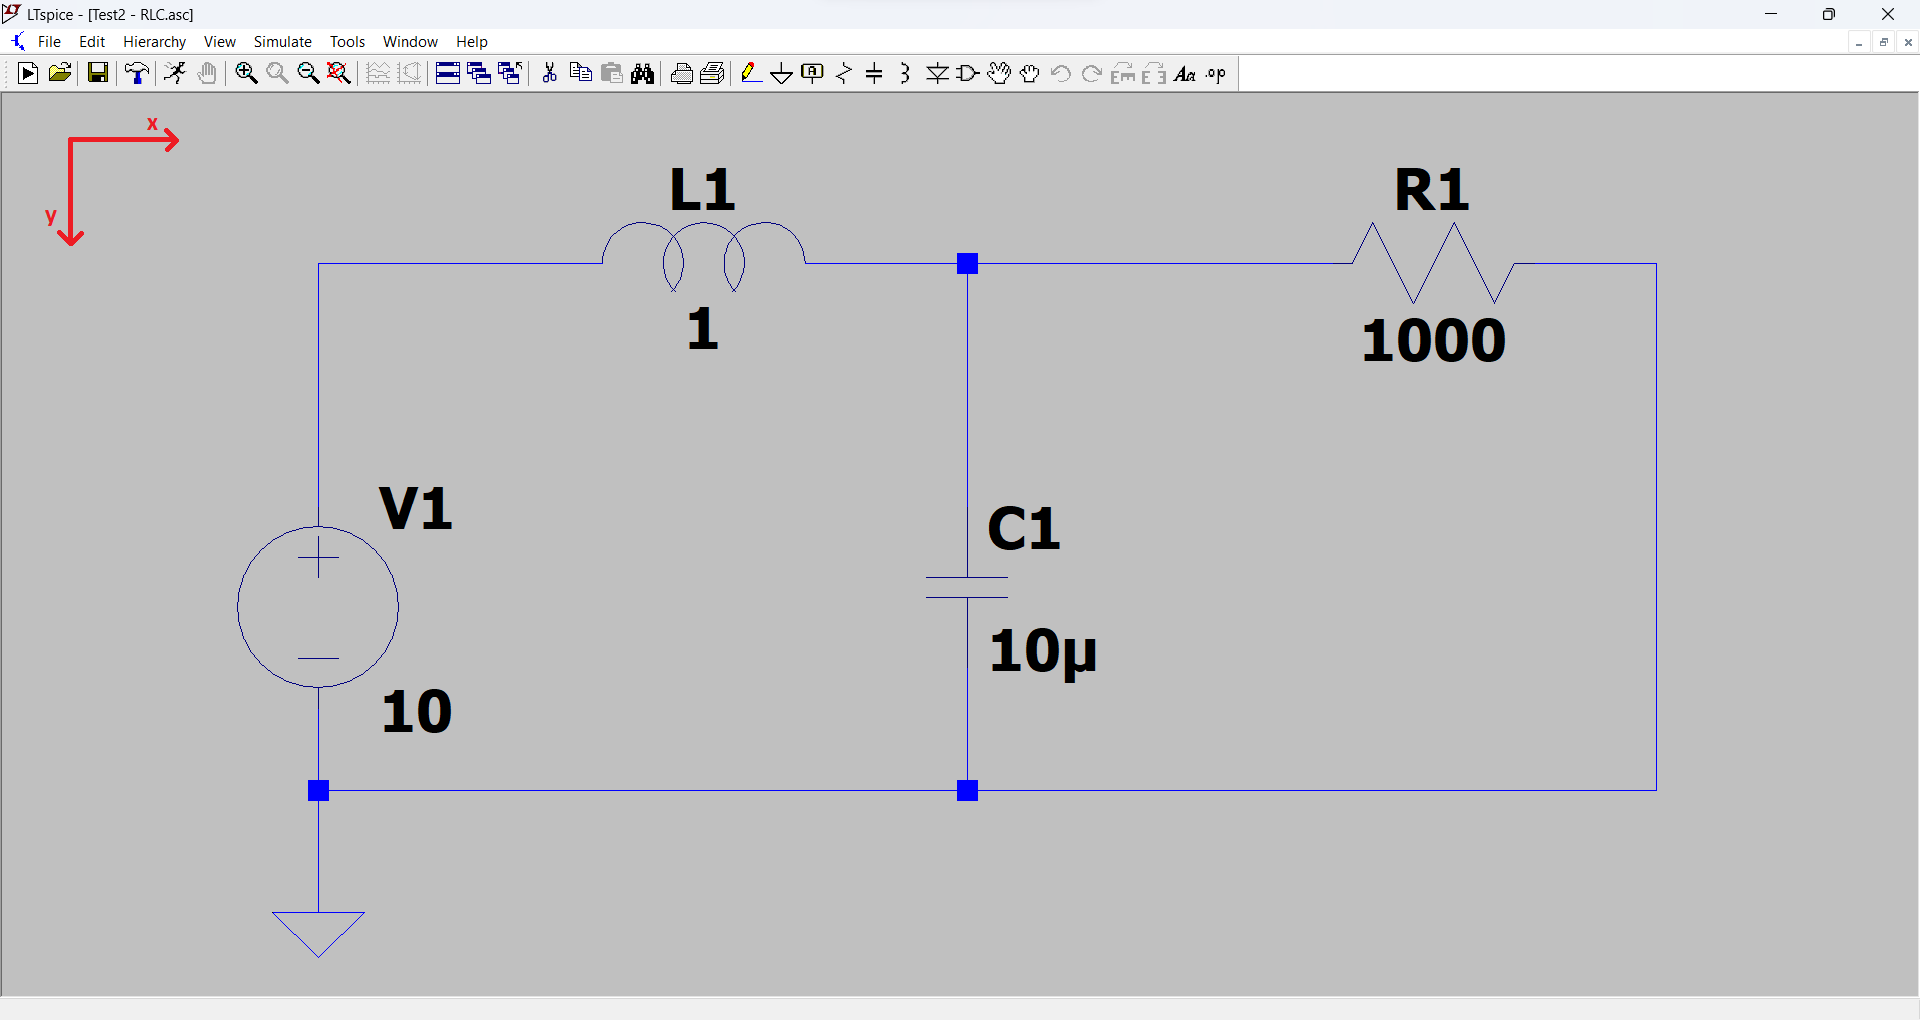 LTspice - [Test2 - RLC.asc]
File Edit Hierarchy View Simulate Tools Window Help
A Aa .op
x
y
L1
R1
1
1000
V1
C1
10µ
10